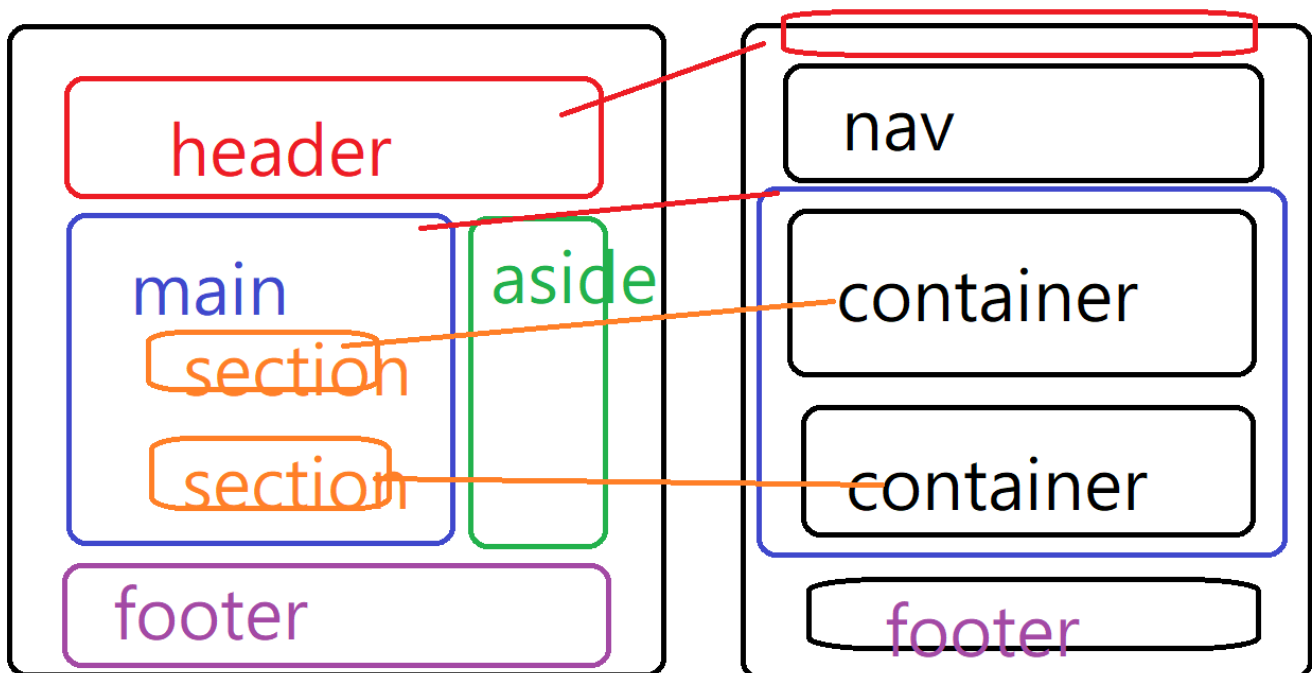 header
main
section
section
aside
footer
nav
container
container
footer